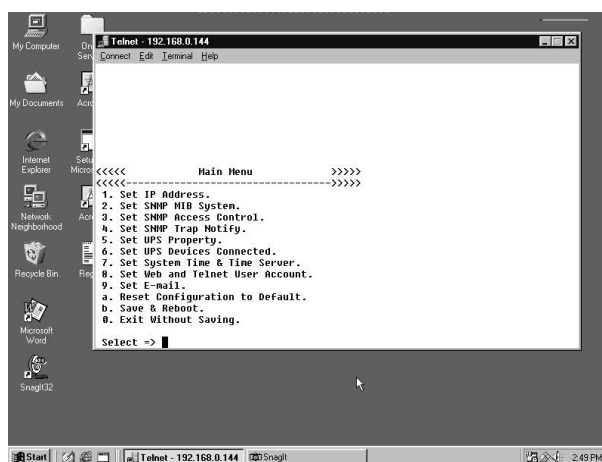 My Computer
My Documents
Internet
Explorer
Network
Neighborhood
Recycle Bin
Microsoft
Word
SnagIt32
Telnet - 192.168.0.144
Connect Edit Terminal Help
<<<<< Main Menu >>>>>
<<<<<---------------------------------->>>>>
1. Set IP Address.
2. Set SNMP MIB System.
3. Set SNMP Access Control.
4. Set SNMP Trap Notify.
5. Set UPS Property.
6. Set UPS Devices Connected.
7. Set System Time & Time Server.
8. Set Web and Telnet User Account.
9. Set E-mail.
a. Reset Configuration to Default.
b. Save & Reboot.
0. Exit Without Saving.
Select =>
Start
Telnet - 192.168.0.144
SnagIt
2:49 PM